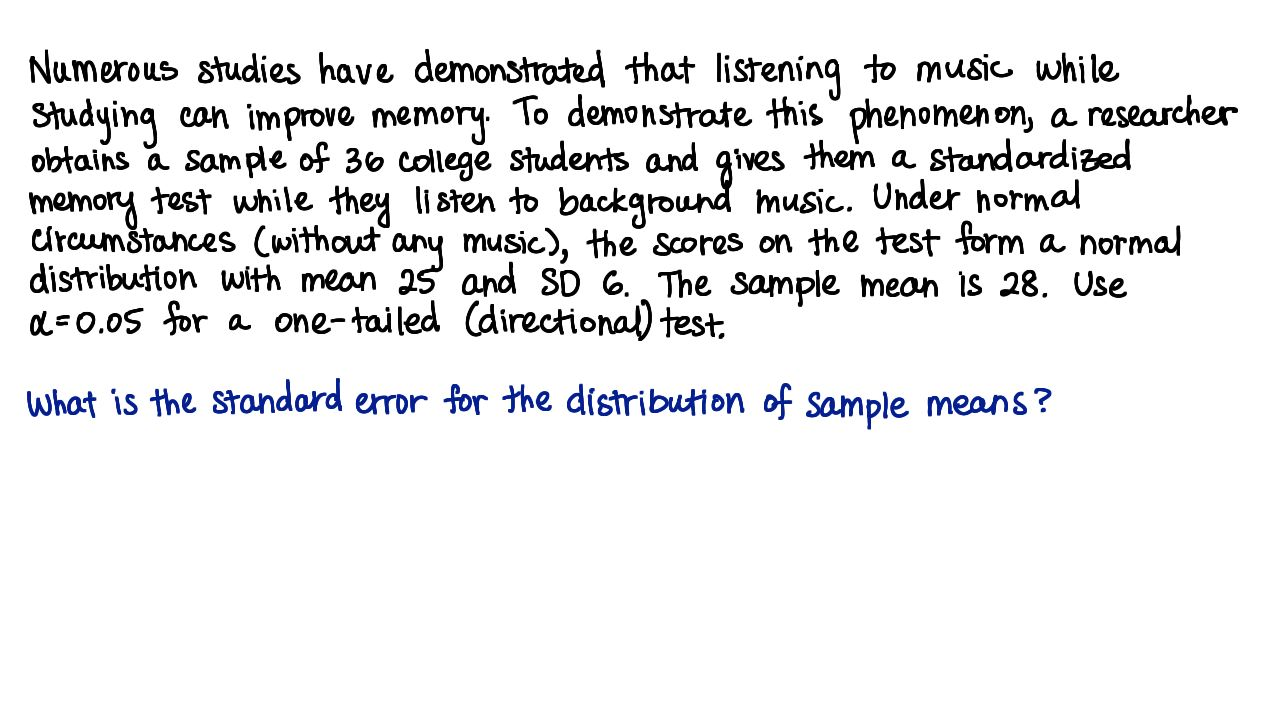 Numerous studies have demonstrated that listening to music while
studying can improve memory. To demonstrate this phenomenon, a researcher
obtains a sample of 36 college students and gives them a standardized
memory test while they listen to background music. Under normal
circumstances (without any music), the scores on the test form a normal
distribution with mean 25 and SD 6. The sample mean is 28. Use
α=0.05 for a one-tailed (directional) test.
What is the standard error for the distribution of sample means?